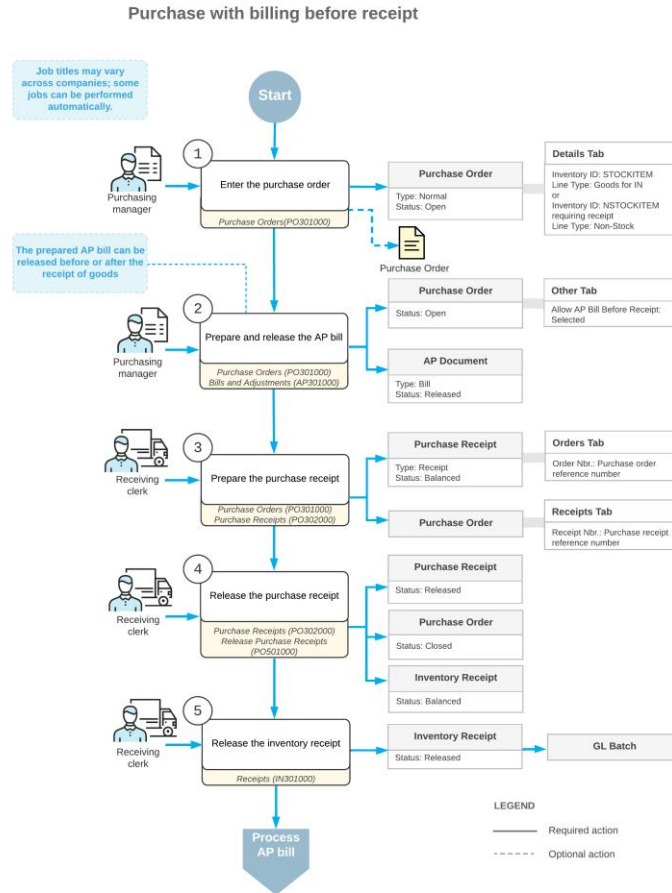 Purchase with billing before receipt
Job titles may vary
across companies; some
jobs can be performed
automatically.
Start
1
Enter the purchase order
Purchase Orders(PO301000)
Purchasing
manager
Purchase Order
Type: Normal
Status: Open
Details Tab
Inventory ID: STOCKITEM
Line Type: Goods for IN
or
Inventory ID: NSTOCKITEM
requiring receipt
Line Type: Non-Stock
Purchase Order
The prepared AP bill can be
released before or after the
receipt of goods
2
Prepare and release the AP bill
Purchase Orders (PO301000)
Bills and Adjustments (AP301000)
Purchasing
manager
Purchase Order
Status: Open
Other Tab
Allow AP Bill Before Receipt:
Selected
AP Document
Type: Bill
Status: Released
3
Prepare the purchase receipt
Purchase Orders (PO301000)
Purchase Receipts (PO302000)
Receiving
clerk
Purchase Receipt
Type: Receipt
Status: Balanced
Orders Tab
Order Nbr.: Purchase order
reference number
Purchase Order
Receipts Tab
Receipt Nbr.: Purchase receipt
reference number
4
Release the purchase receipt
Purchase Receipts (PO302000)
Release Purchase Receipts
(PO501000)
Receiving
clerk
Purchase Receipt
Status: Released
Purchase Order
Status: Closed
Inventory Receipt
Status: Balanced
5
Release the inventory receipt
Receipts (IN301000)
Receiving
clerk
Inventory Receipt
Status: Released
GL Batch
Process
AP bill
LEGEND
Required action
Optional action